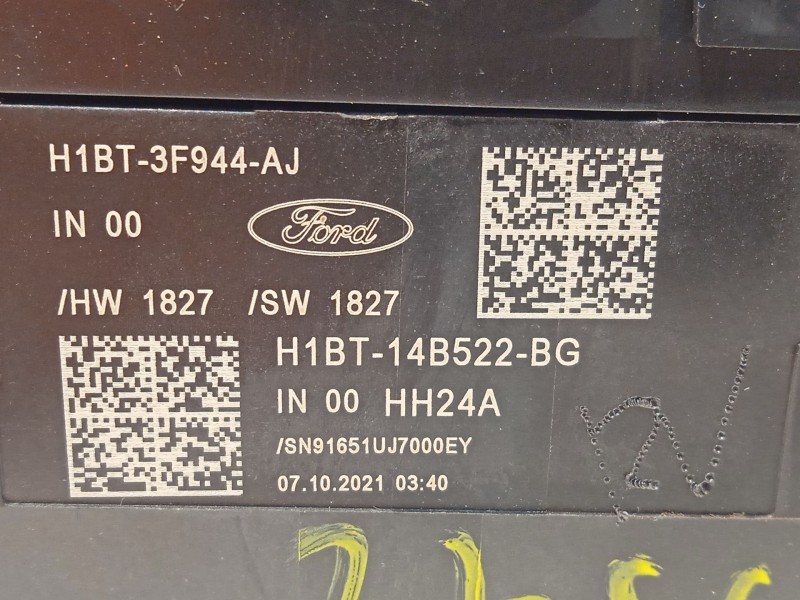 H1BT-3F944-AJ
IN 00
Ford
/HW 1827 /SW 1827
H1BT-14B522-BG
IN 00 HH24A
/SN91651UJ7000EY
07.10.2021 03:40